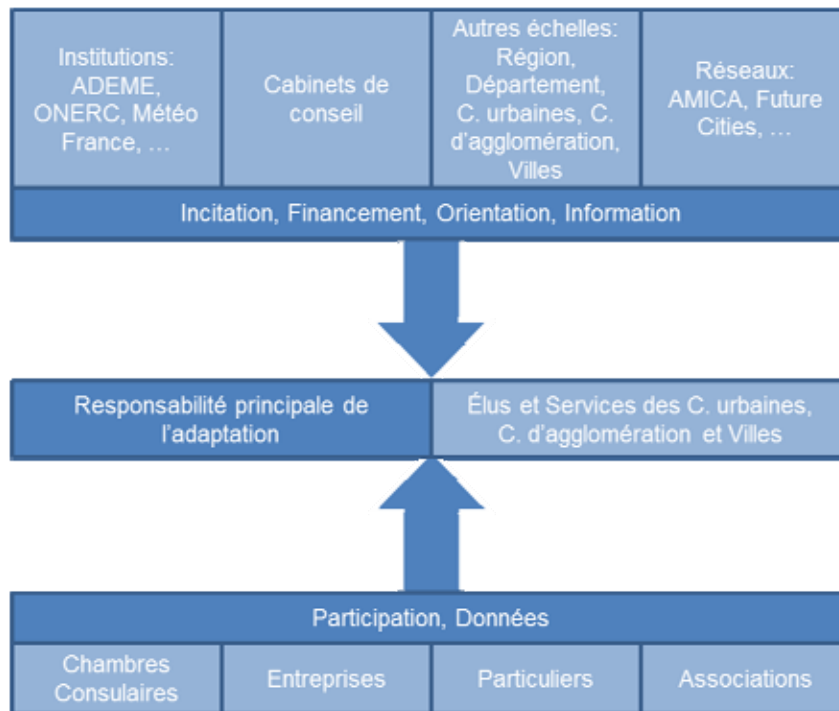 Institutions:
ADEME,
ONERC, Météo
France, …
Cabinets de
conseil
Autres échelles:
Région,
Département,
C. urbaines, C.
d'agglomération,
Villes
Réseaux:
AMICA, Future
Cities, …
Incitation, Financement, Orientation, Information
Responsabilité principale de
l'adaptation
Élus et Services des C. urbaines,
C. d'agglomération et Villes
Participation, Données
Chambres
Consulaires
Entreprises
Particuliers
Associations